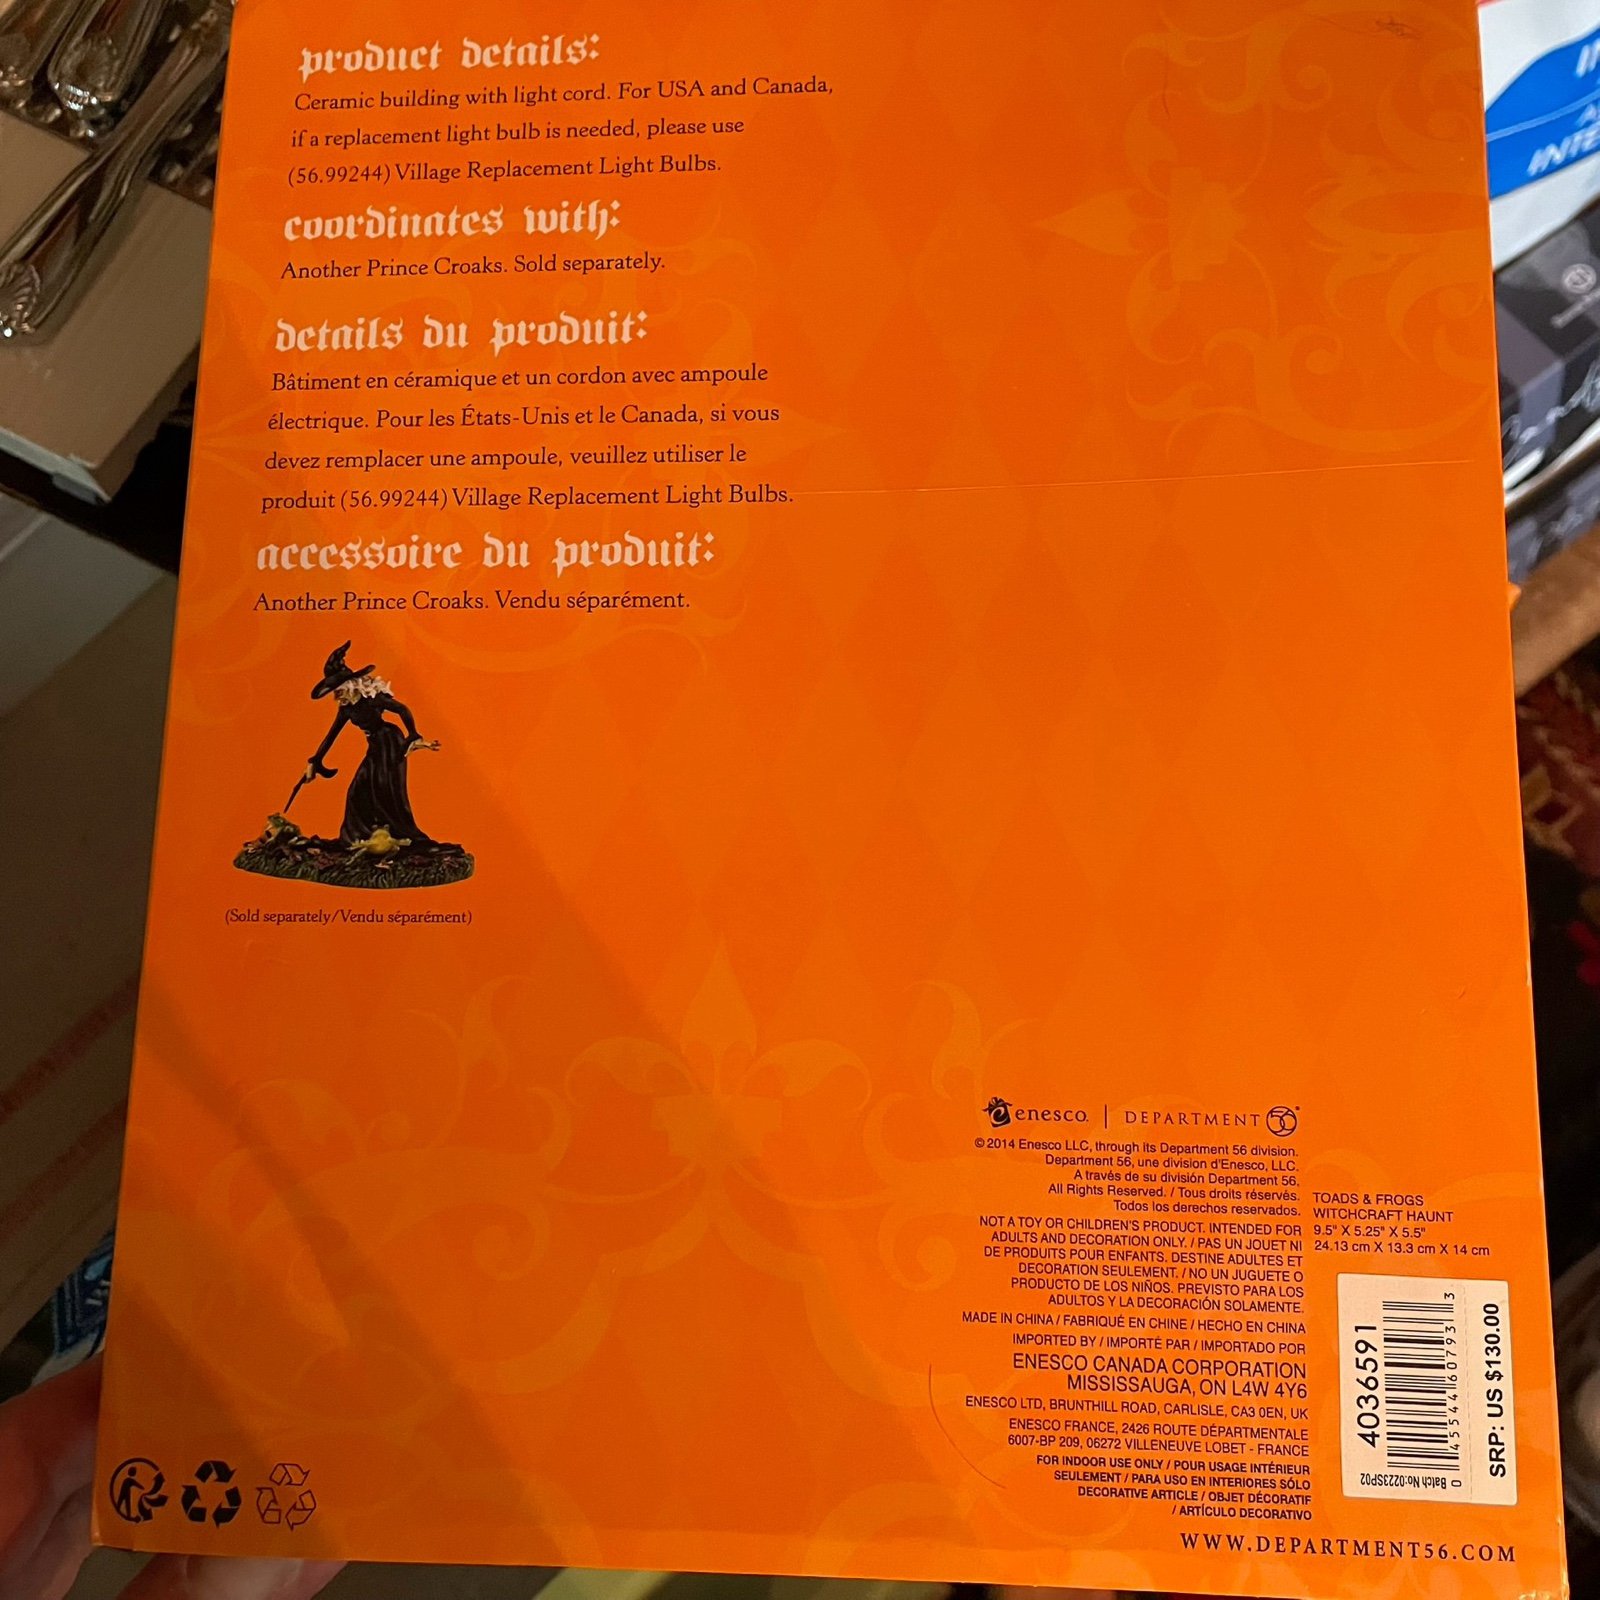 product details:
Ceramic building with light cord. For USA and Canada,
if a replacement light bulb is needed, please use
(56.99244) Village Replacement Light Bulbs.
coordinates with:
Another Prince Croaks. Sold separately.
details du produit:
Bâtiment en céramique et un cordon avec ampoule
électrique. Pour les États-Unis et le Canada, si vous
devez remplacer une ampoule, veuillez utiliser le
produit (56.99244) Village Replacement Light Bulbs.
accessoire du produit:
Another Prince Croaks. Vendu séparément.
(Sold separately/Vendu séparément)
enesco. | DEPARTMENT 56
© 2014 Enesco LLC, through its Department 56 division.
Department 56, une division d'Enesco, LLC.
A través de su división Department 56.
All Rights Reserved. / Tous droits réservés.
Todos los derechos reservados.
NOT A TOY OR CHILDREN'S PRODUCT. INTENDED FOR
ADULTS AND DECORATION ONLY. / PAS UN JOUET NI
DE PRODUITS POUR ENFANTS. DESTINE ADULTES ET
DECORATION SEULEMENT. / NO UN JUGUETE O
PRODUCTO DE LOS NIÑOS. PREVISTO PARA LOS
ADULTOS Y LA DECORACIÓN SOLAMENTE.
MADE IN CHINA / FABRIQUÉ EN CHINE / HECHO EN CHINA
IMPORTED BY / IMPORTÉ PAR / IMPORTADO POR
ENESCO CANADA CORPORATION
MISSISSAUGA, ON L4W 4Y6
ENESCO LTD, BRUNTHILL ROAD, CARLISLE, CA3 0EN, UK
ENESCO FRANCE, 2426 ROUTE DÉPARTMENTALE
6007-BP 209, 06272 VILLENEUVE LOBET - FRANCE
FOR INDOOR USE ONLY / POUR USAGE INTÉRIEUR
SEULEMENT / PARA USO EN INTERIORES SÓLO
DECORATIVE ARTICLE / OBJET DÉCORATIF
/ ARTÍCULO DECORATIVO
TOADS & FROGS
WITCHCRAFT HAUNT
9.5" X 5.25" X 5.5"
24.13 cm X 13.3 cm X 14 cm
4036591
0 45544 60793 3
Batch No:0223SP02
SRP: US $130.00
WWW.DEPARTMENT56.COM